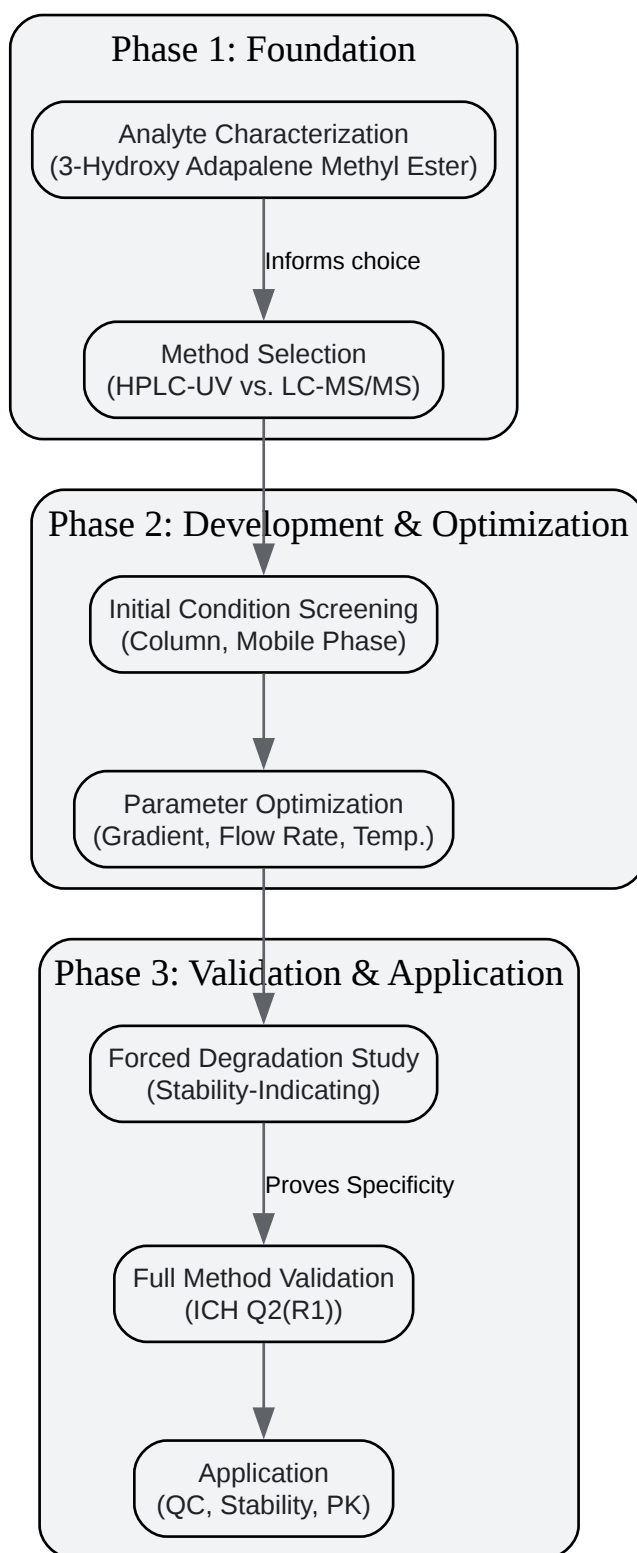 Phase 1: Foundation
Analyte Characterization
(3-Hydroxy Adapalene Methyl Ester)
Informs choice
Method Selection
(HPLC-UV vs. LC-MS/MS)
Phase 2: Development & Optimization
Initial Condition Screening
(Column, Mobile Phase)
Parameter Optimization
(Gradient, Flow Rate, Temp.)
Phase 3: Validation & Application
Forced Degradation Study
(Stability-Indicating)
Proves Specificity
Full Method Validation
(ICH Q2(R1))
Application
(QC, Stability, PK)